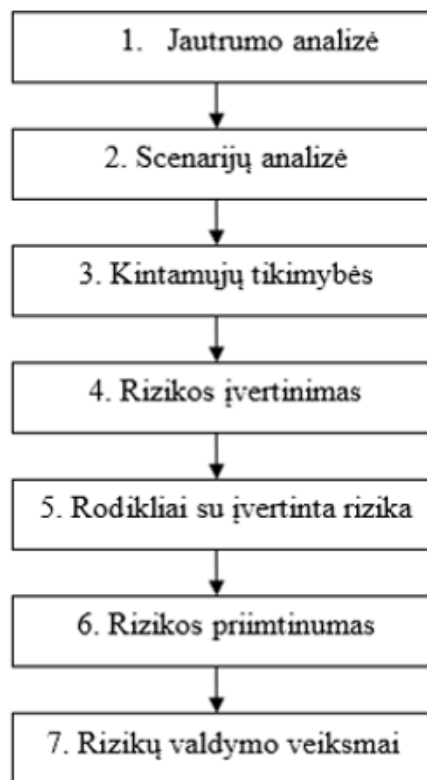 1. Jautrumo analizė
2. Scenarijų analizė
3. Kintamųjų tikimybės
4. Rizikos įvertinimas
5. Rodikliai su įvertinta rizika
6. Rizikos priimtinumas
7. Rizikų valdymo veiksmai